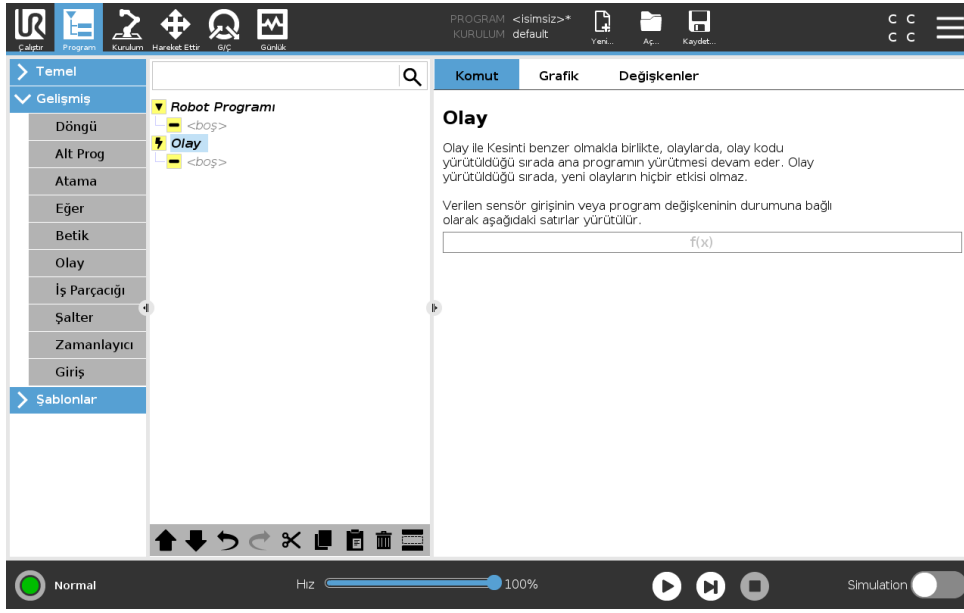 UR
PROGRAM <isimsiz>*
KURULUM default
Çalıştır
Program
Kurulum
Hareket Ettir
G/Ç
Günlük
Yeni...
Aç...
Kaydet...
C C
C C
Temel
Gelişmiş
Döngü
Alt Prog
Atama
Eğer
Betik
Olay
İş Parçacığı
Şalter
Zamanlayıcı
Giriş
Şablonlar
Robot Programı
<boş>
Olay
<boş>
Komut
Grafik
Değişkenler
Olay
Olay ile Kesinti benzer olmakla birlikte, olaylarda, olay kodu
yürütüldüğü sırada ana programın yürütmesi devam eder. Olay
yürütüldüğü sırada, yeni olayların hiçbir etkisi olmaz.
Verilen sensör girişinin veya program değişkeninin durumuna bağlı
olarak aşağıdaki satırlar yürütülür.
f(x)
Normal
Hız
100%
Simulation